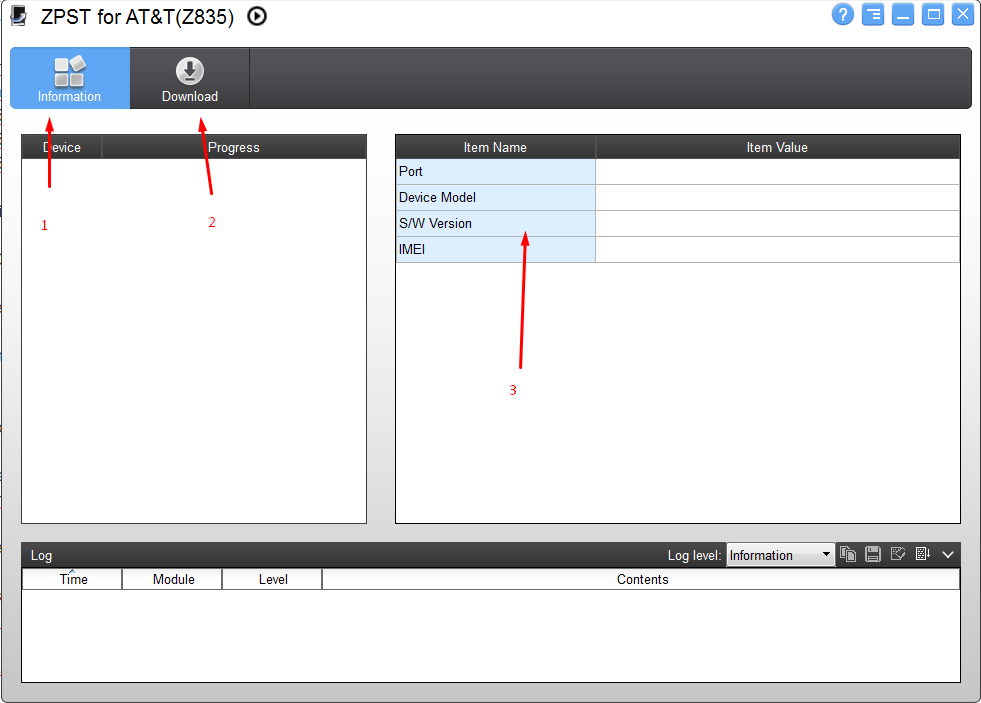 ZPST for AT&T(Z835)
Information
Download
Device Progress
Item Name Item Value
Port
Device Model
S/W Version
IMEI
1
2
3
Log
Log level: Information
Time Module Level Contents